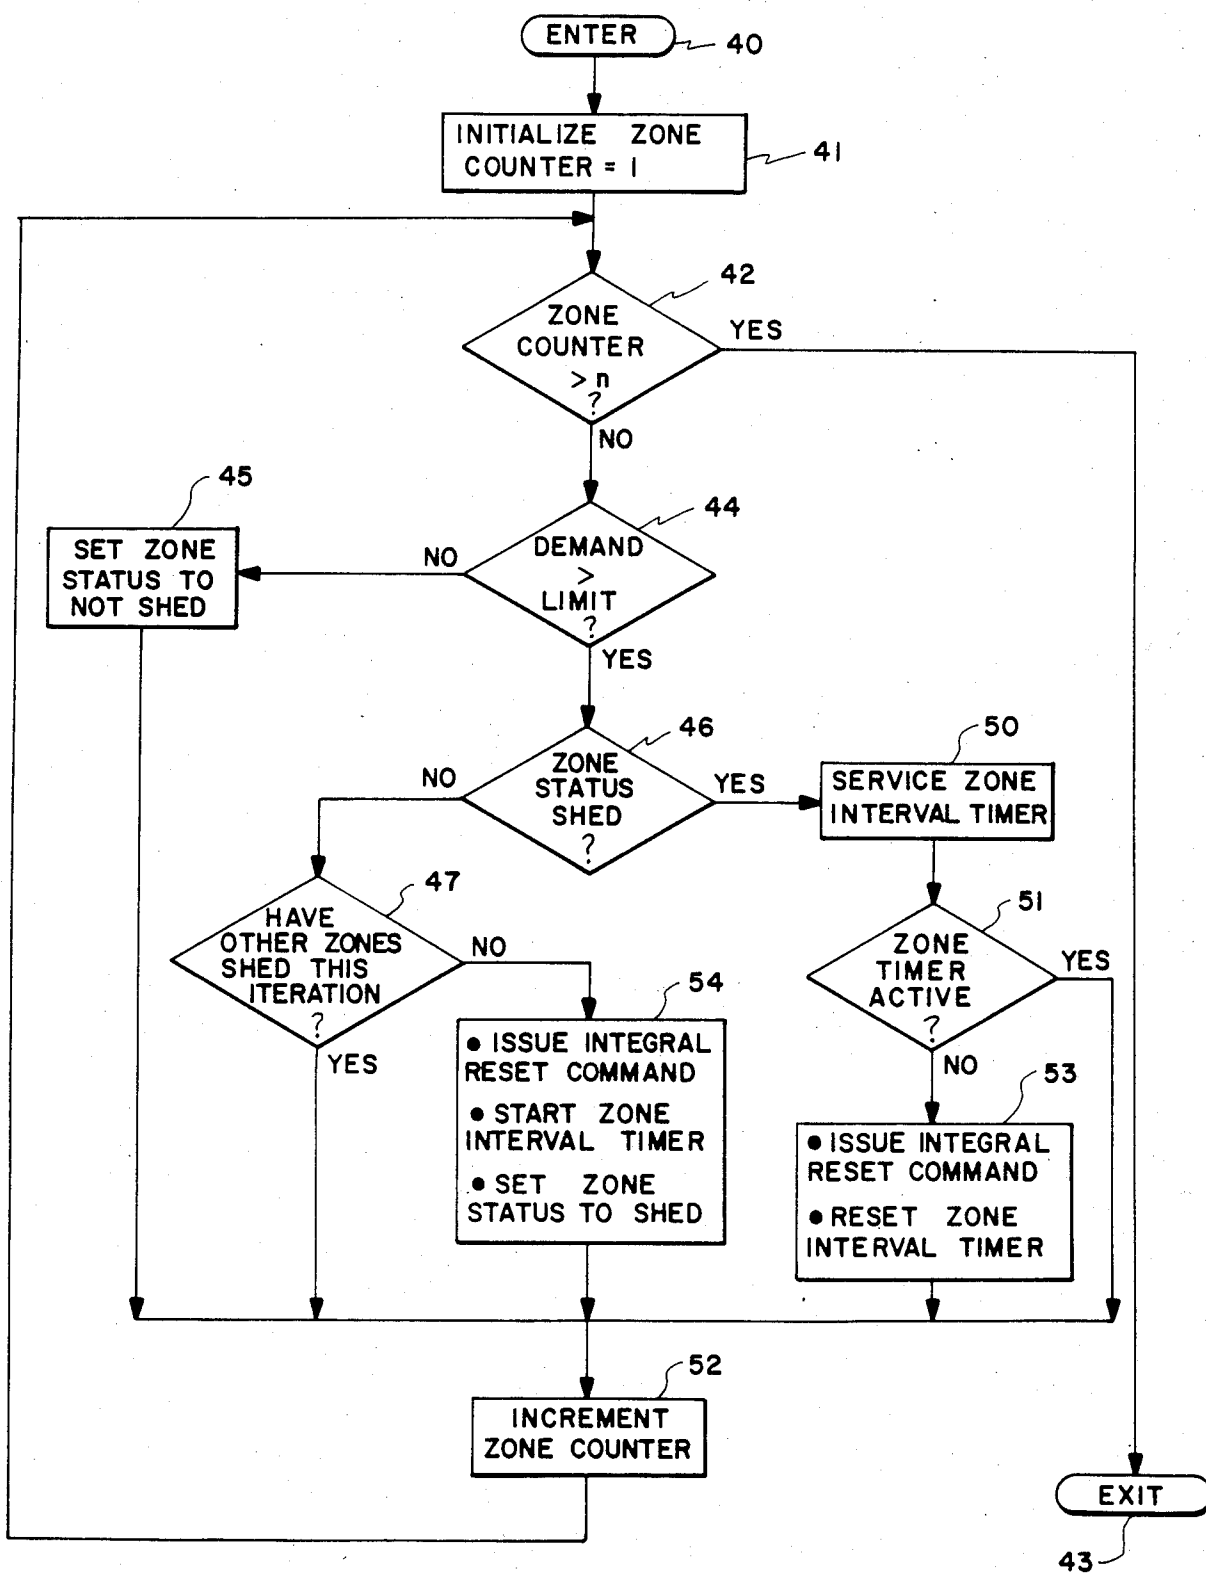 ENTER
40
INITIALIZE ZONE
COUNTER = 1
41
42
ZONE
COUNTER
> n
?
YES
NO
45
44
SET ZONE
STATUS TO
NOT SHED
NO
DEMAND
>
LIMIT
?
YES
46
50
NO
ZONE
STATUS
SHED
?
YES
SERVICE ZONE
INTERVAL TIMER
47
51
HAVE
OTHER ZONES
SHED THIS
ITERATION
?
NO
YES
ZONE
TIMER
ACTIVE
?
YES
NO
54
● ISSUE INTEGRAL
RESET COMMAND
● START ZONE
INTERVAL TIMER
● SET ZONE
STATUS TO SHED
53
● ISSUE INTEGRAL
RESET COMMAND
● RESET ZONE
INTERVAL TIMER
52
INCREMENT
ZONE COUNTER
EXIT
43